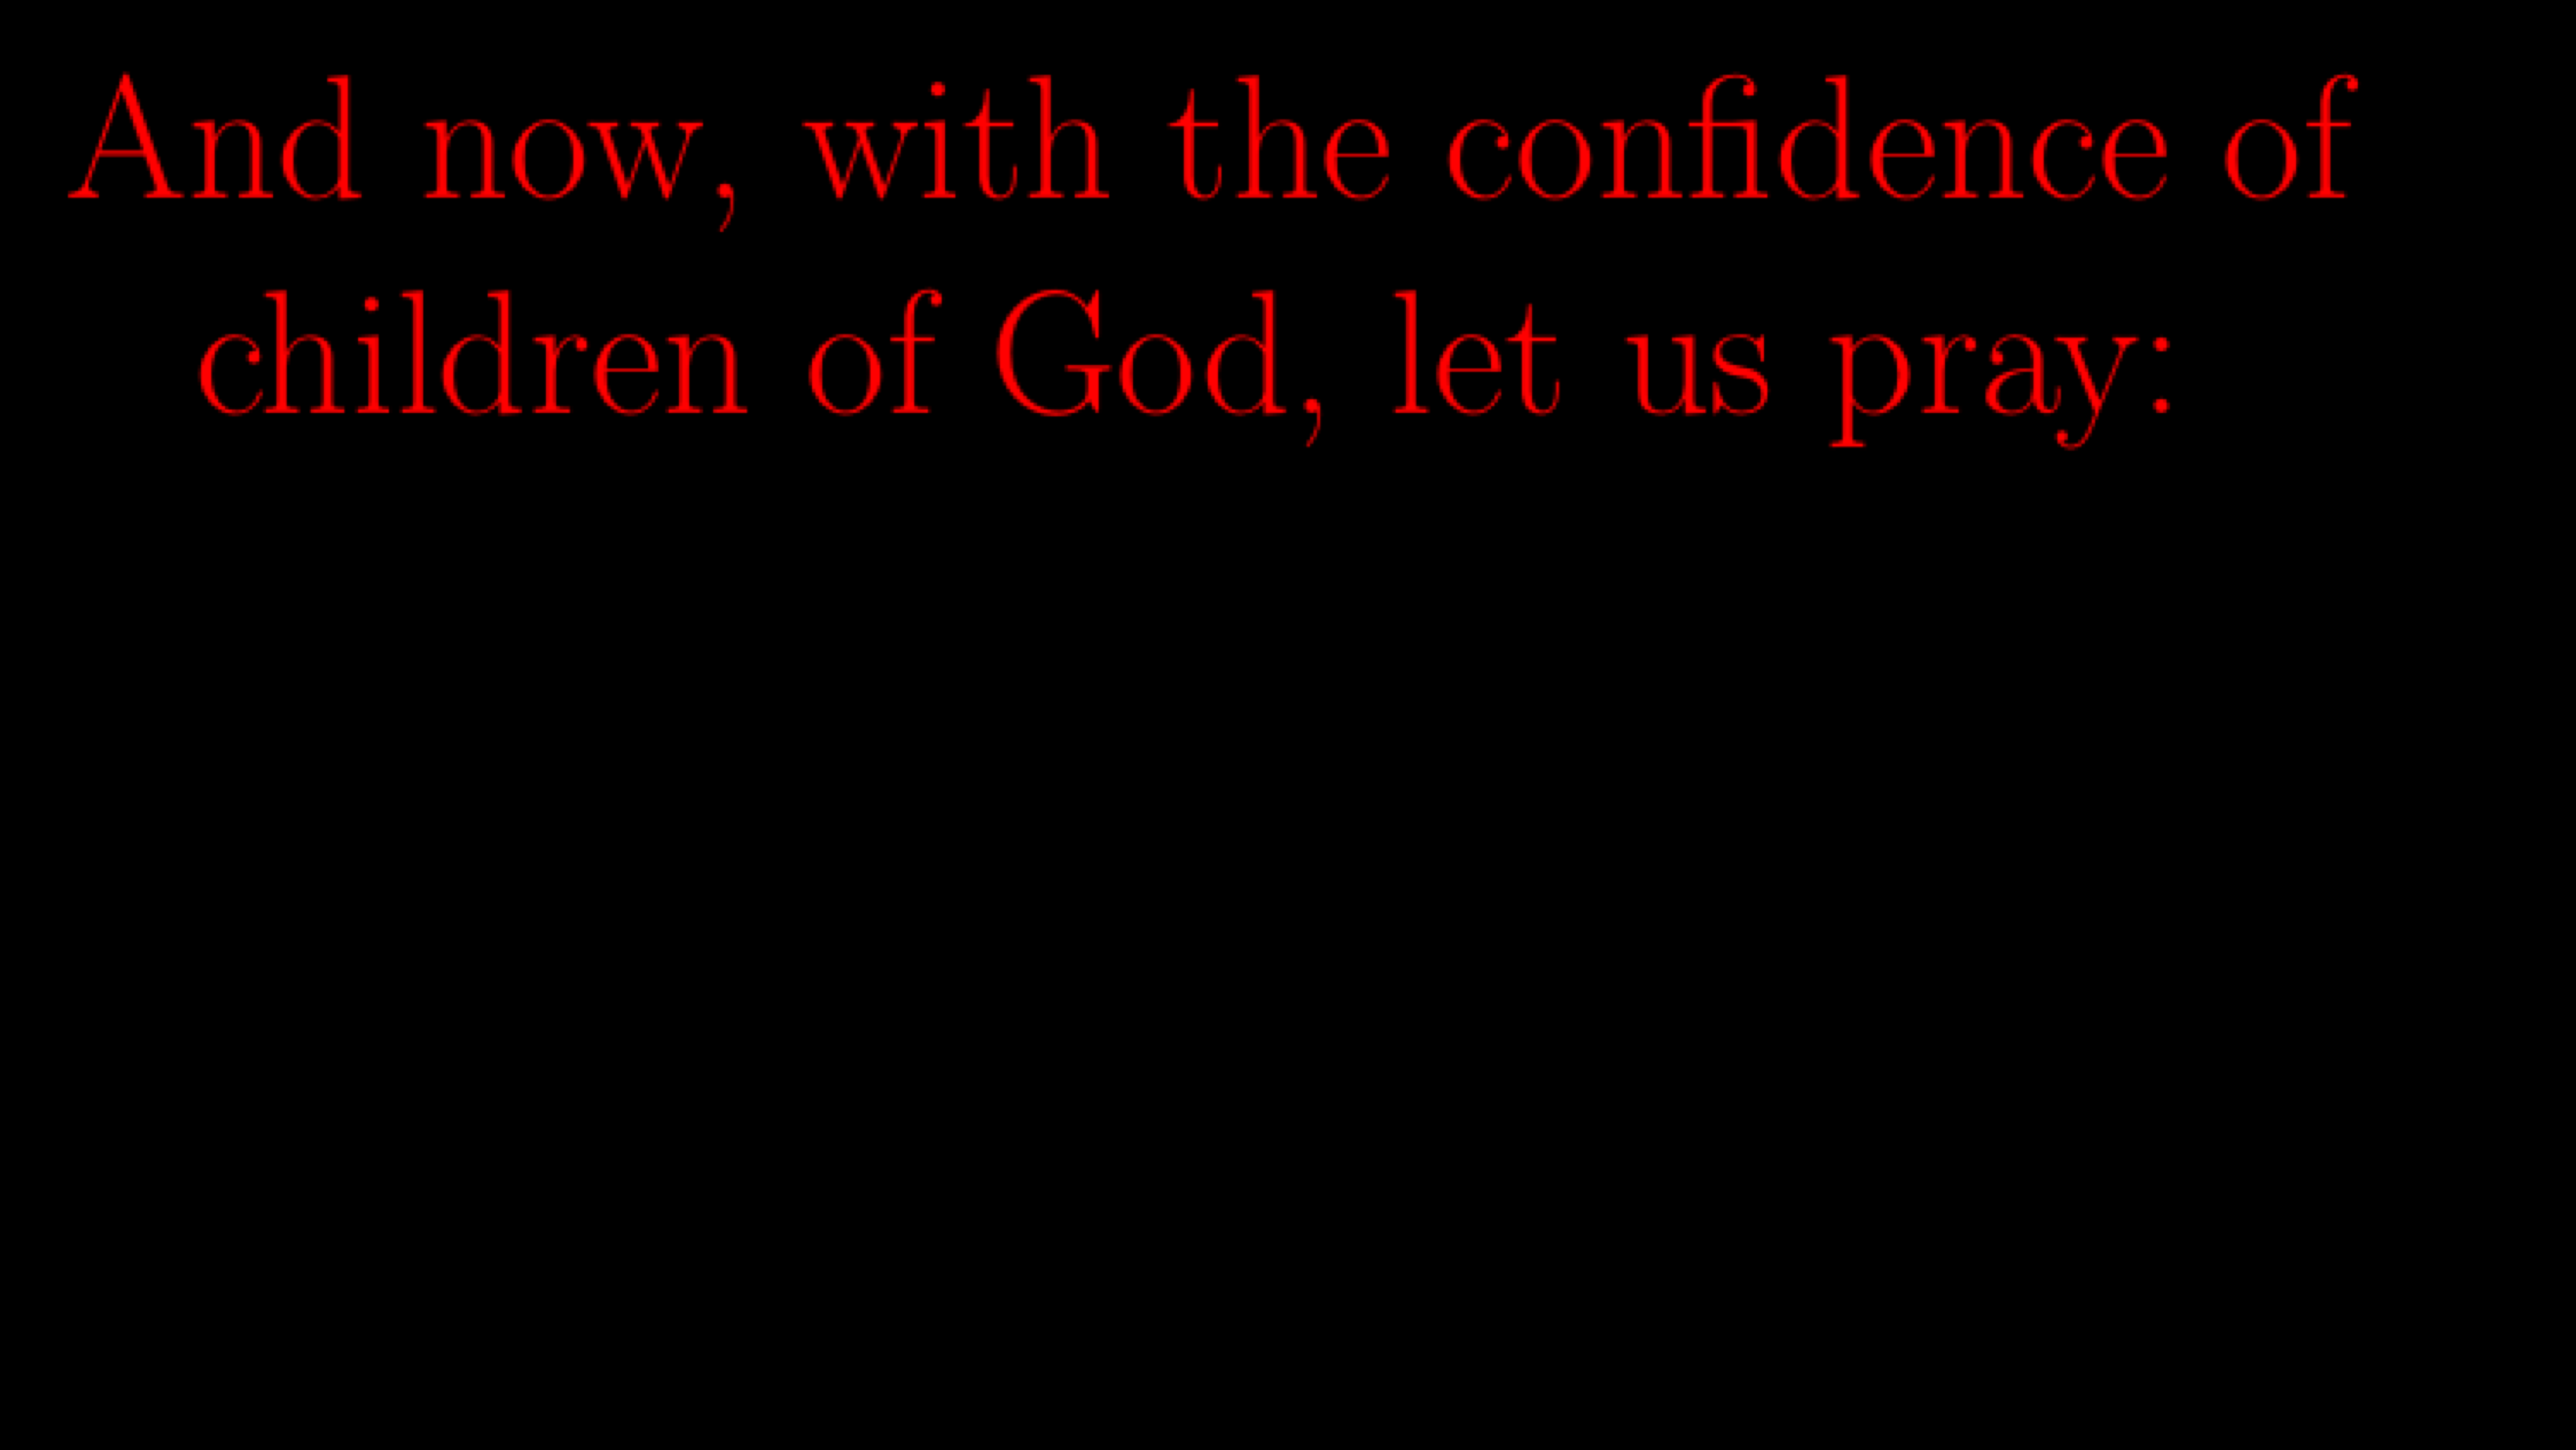 And now, with the confidence of
children of God, let us pray: